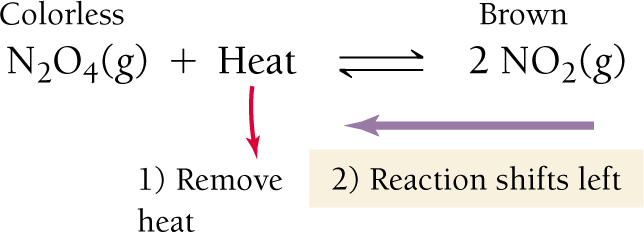 Colorless Brown
N₂O₄(g) + Heat ⇌ 2 NO₂(g)
1) Remove heat
2) Reaction shifts left